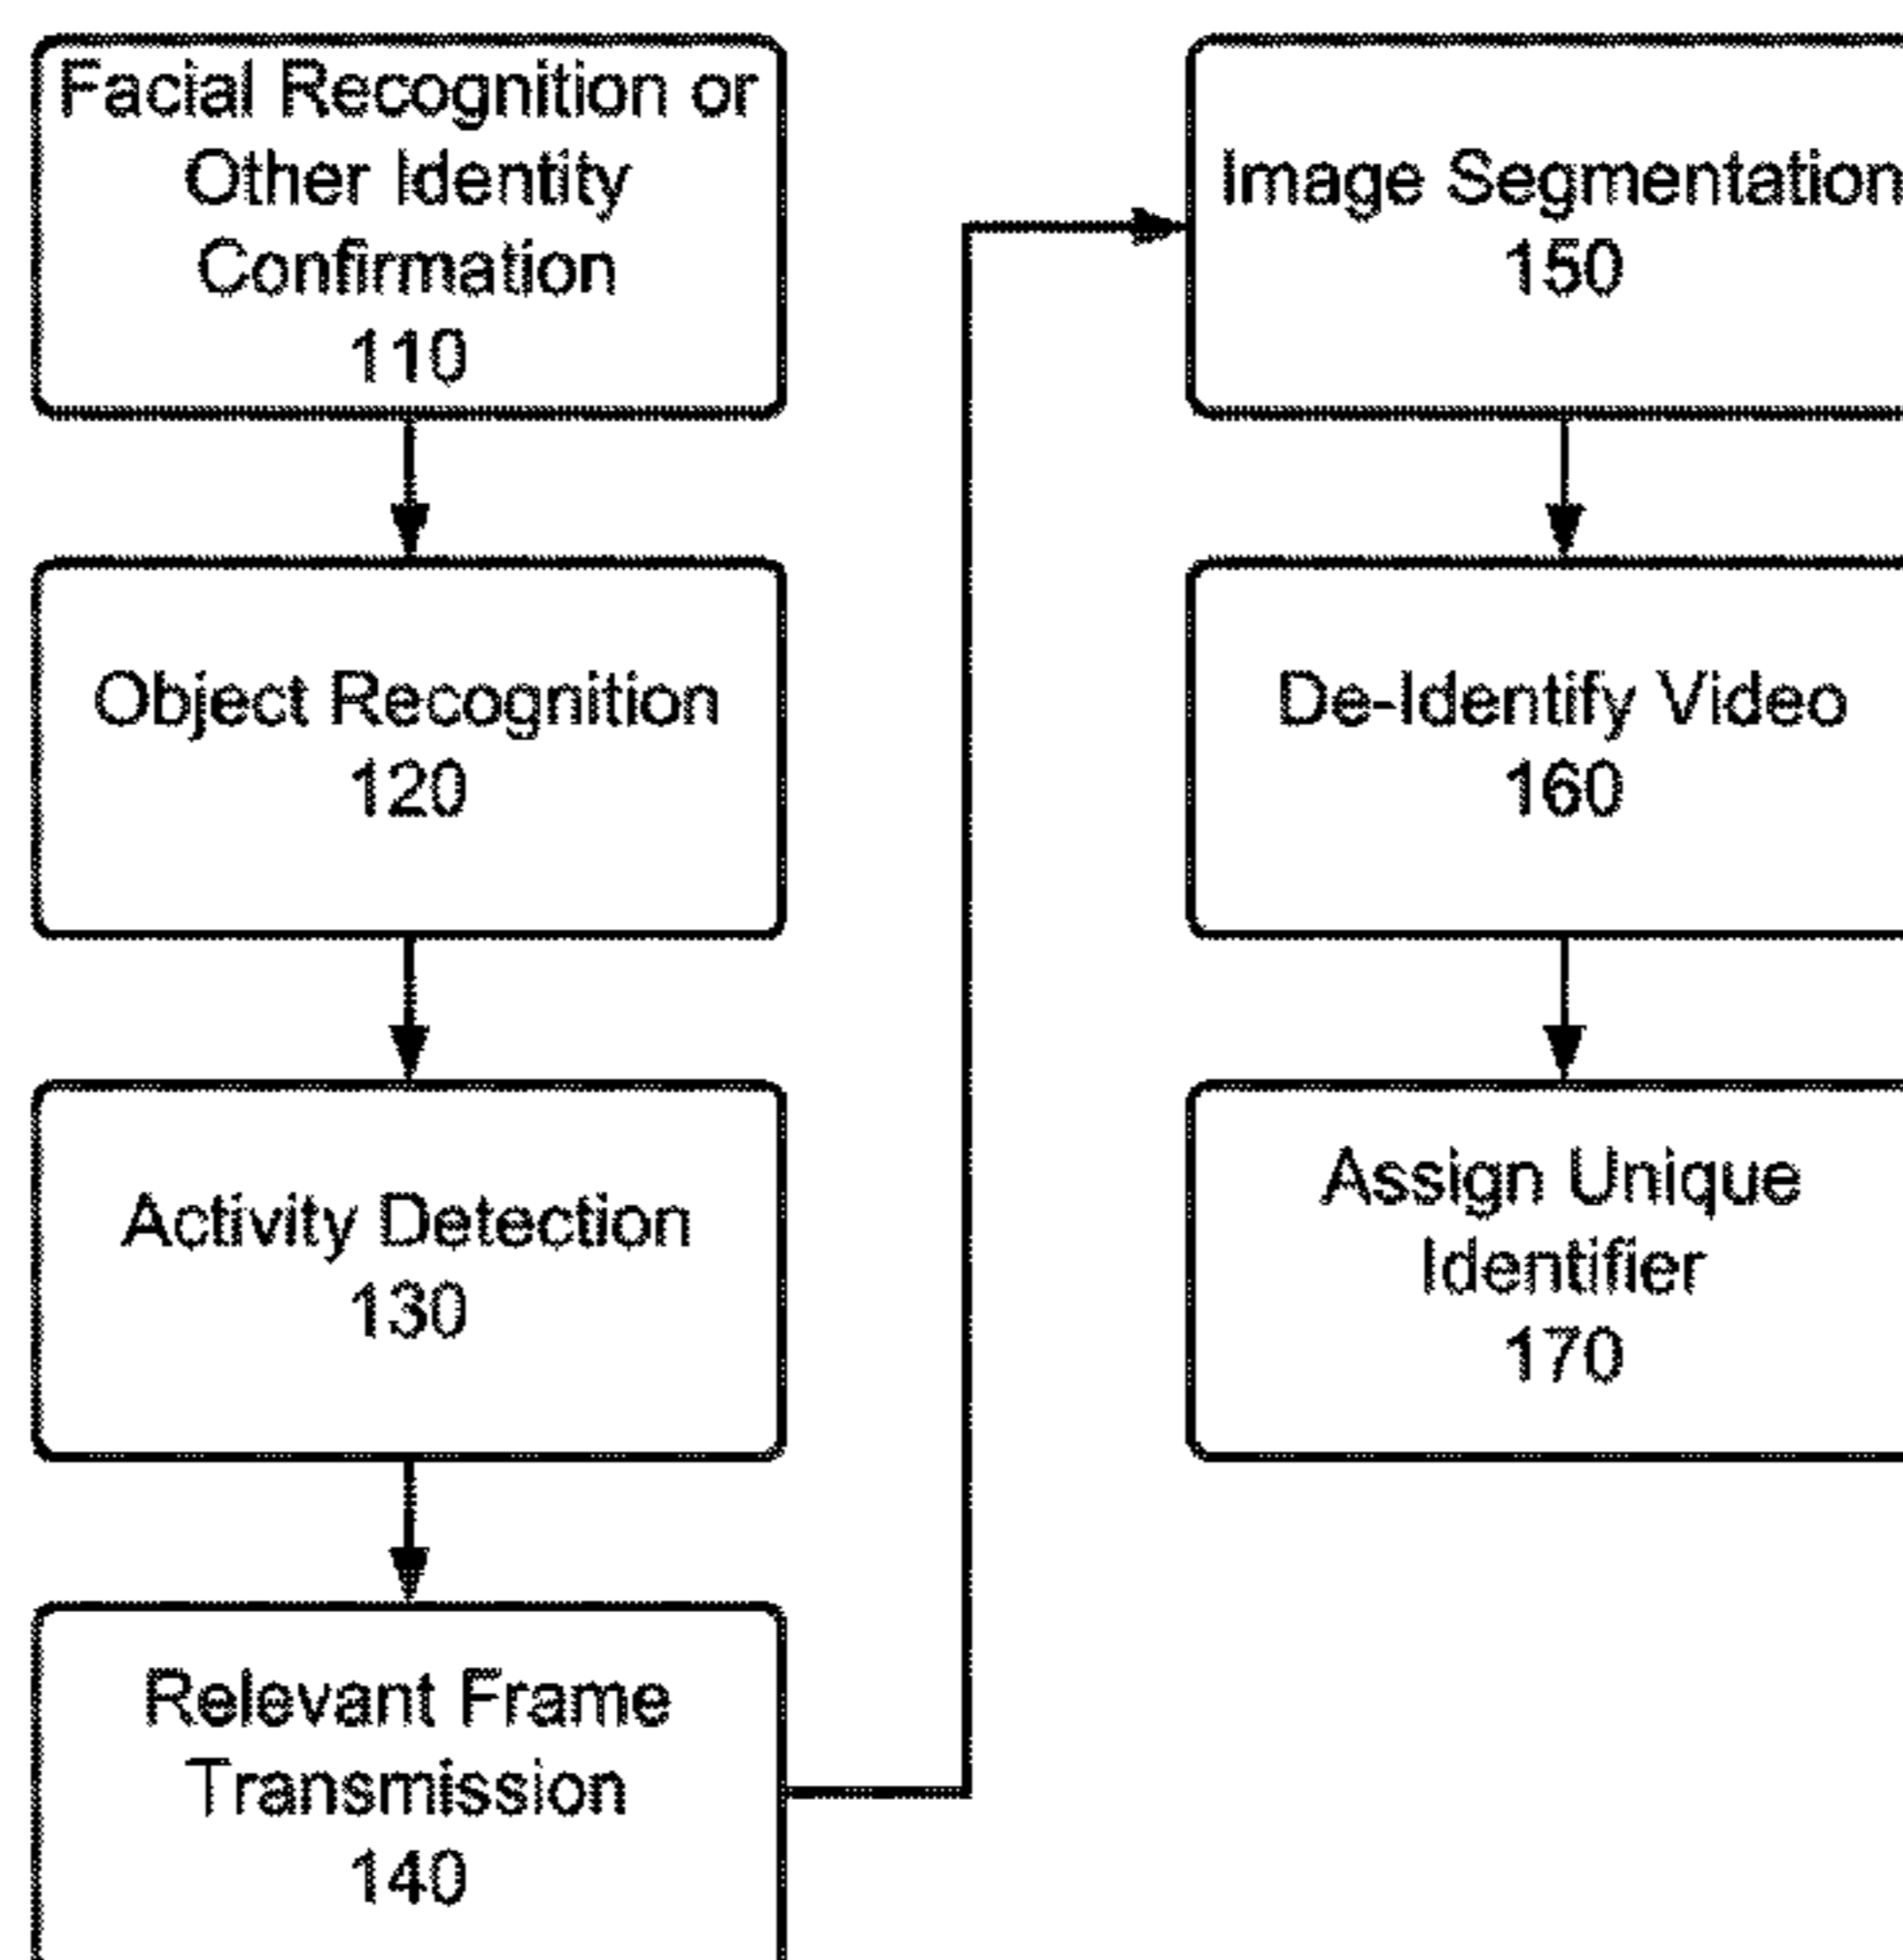 Facial Recognition or
Other Identity
Confirmation
110
Object Recognition
120
Activity Detection
130
Relevant Frame
Transmission
140
Image Segmentation
150
De-Identify Video
160
Assign Unique
Identifier
170